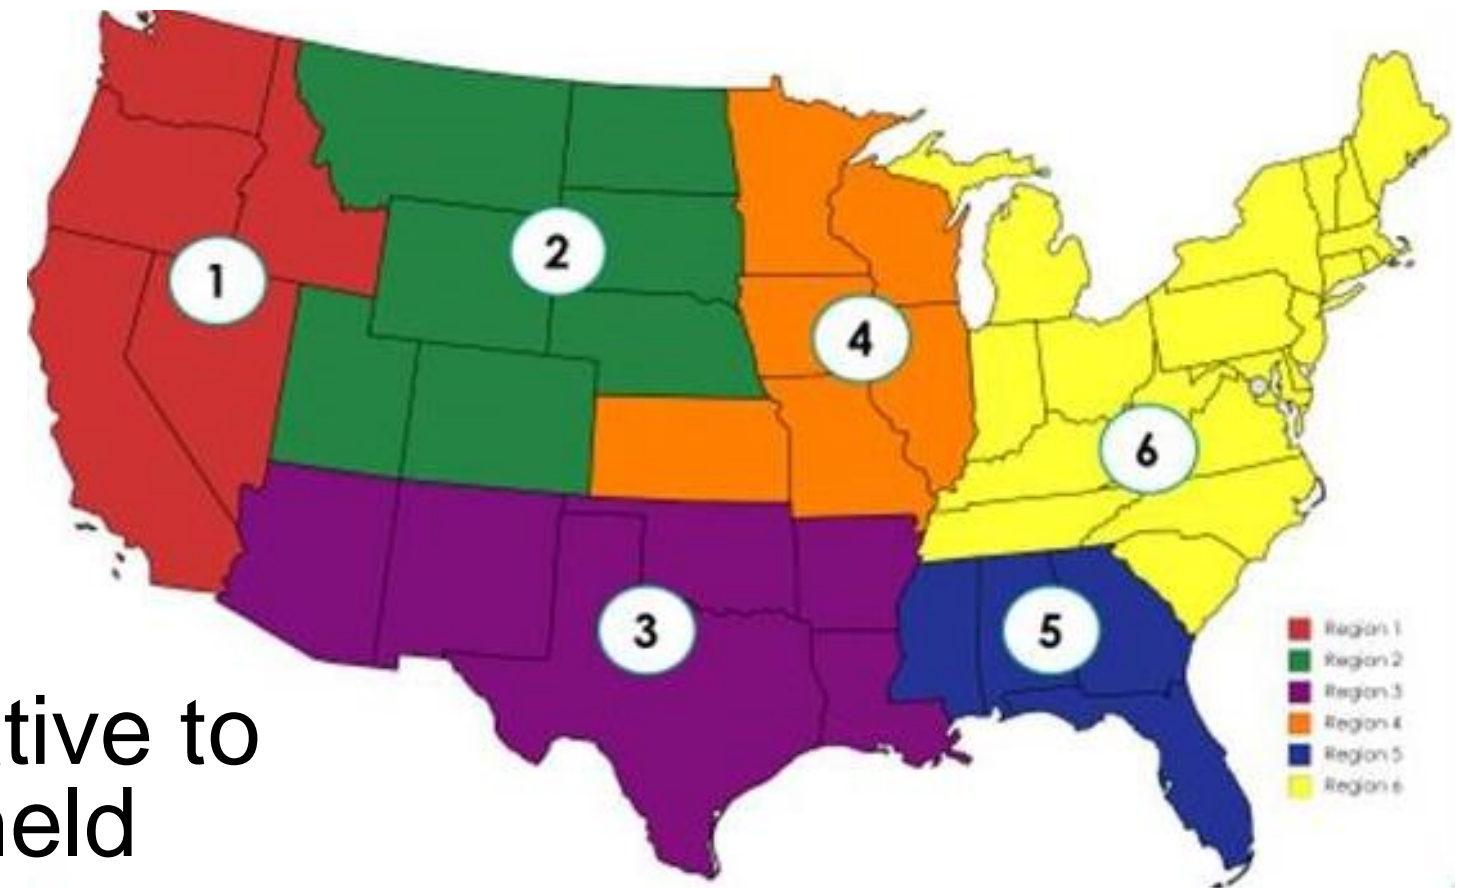 1
2
4
6
3
5
Region 1
Region 2
Region 3
Region 4
Region 5
Region 6
tive to
held